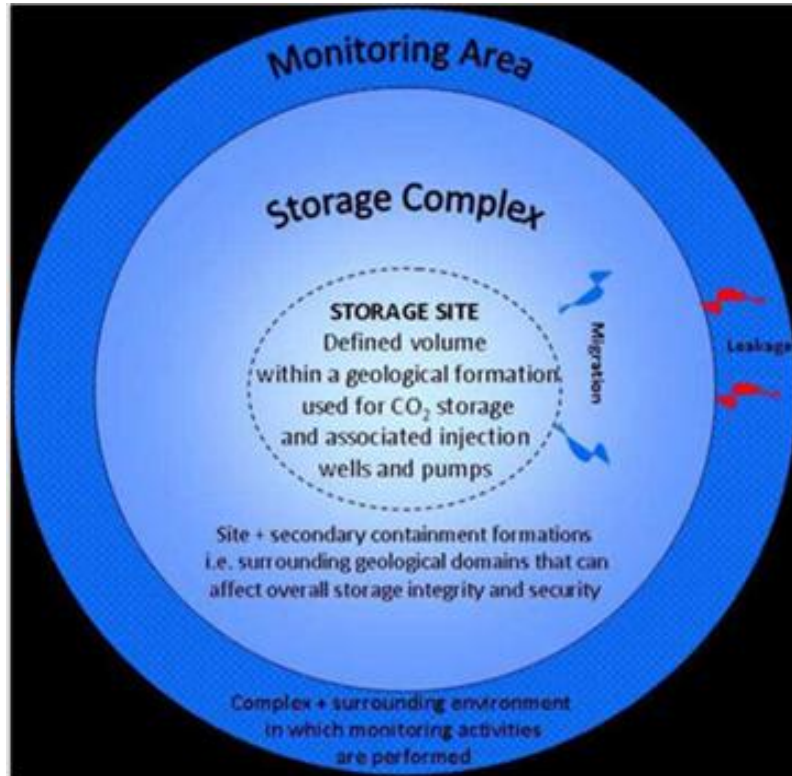 Monitoring Area
Storage Complex
STORAGE SITE
Defined volume
within a geological formation
used for CO₂ storage
and associated injection
wells and pumps
Migration
Leakage
Site + secondary containment formations
i.e. surrounding geological domains that can
affect overall storage integrity and security
Complex + surrounding environment
in which monitoring activities
are performed